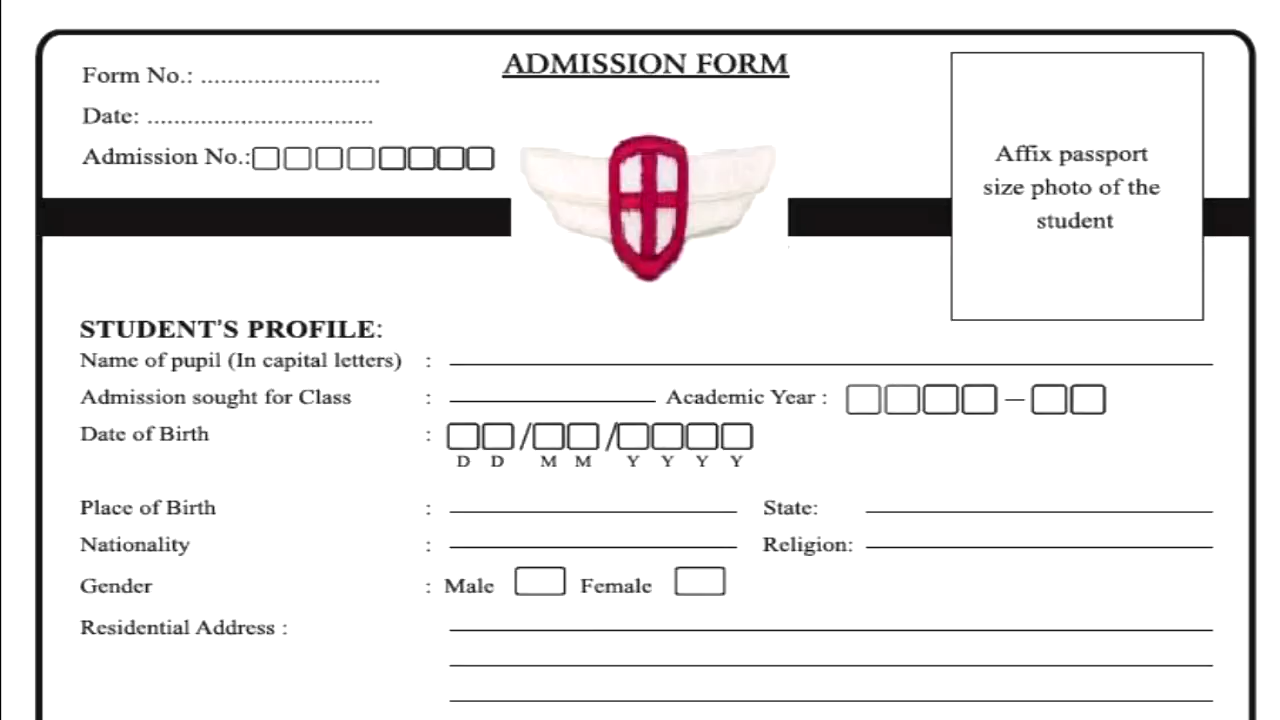 ADMISSION FORM
Form No.: ...........................
Date: ..................................
Admission No.:
Affix passport
size photo of the
student
STUDENT'S PROFILE:
Name of pupil (In capital letters) :
Admission sought for Class : Academic Year : –
Date of Birth : / /
D D M M Y Y Y Y
Place of Birth : State:
Nationality : Religion:
Gender : Male Female
Residential Address :